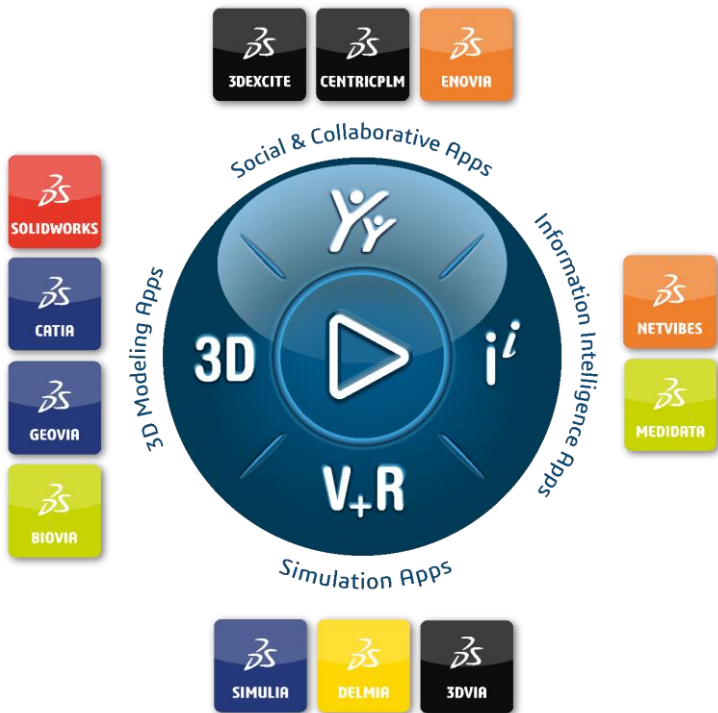 3DEXCITE
CENTRICPLM
ENOVIA
Social & Collaborative Apps
SOLIDWORKS
CATIA
GEOVIA
BIOVIA
3D Modeling Apps
3D
i i
V+R
Information Intelligence Apps
NETVIBES
MEDIDATA
Simulation Apps
SIMULIA
DELMIA
3DVIA